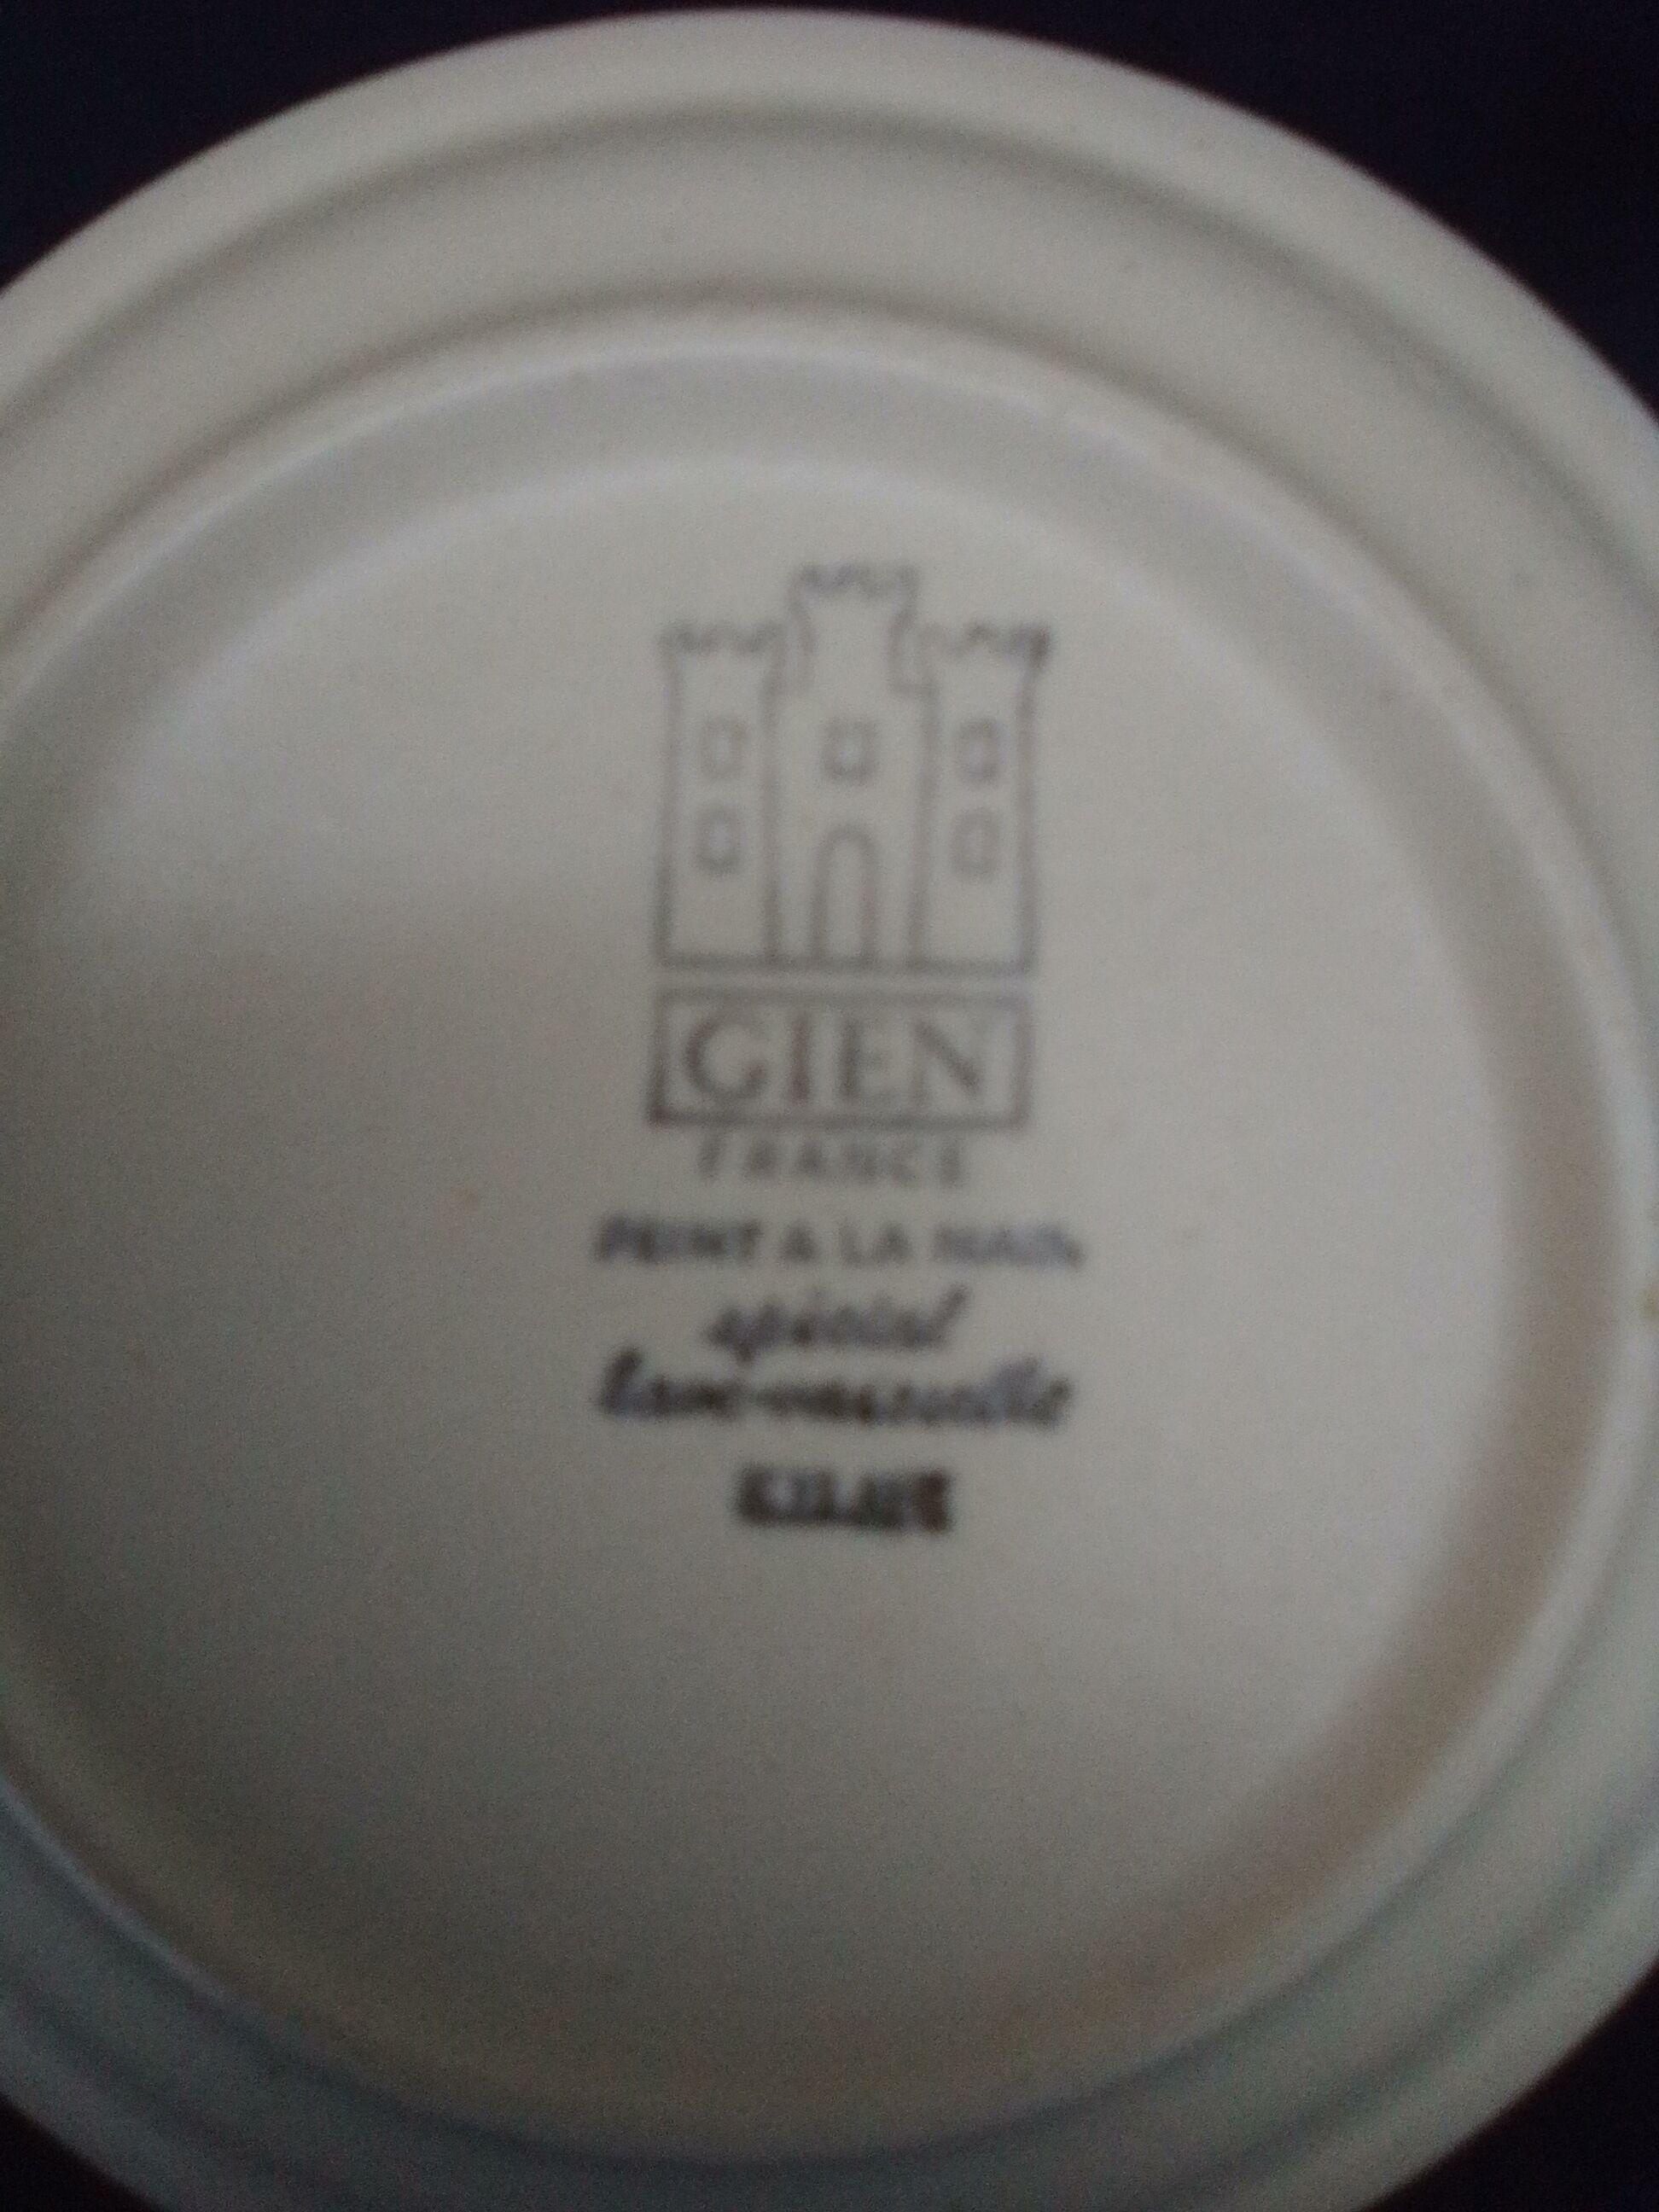 GIEN
FRANCE
PEINT A LA MAIN
spécial
lave-vaisselle